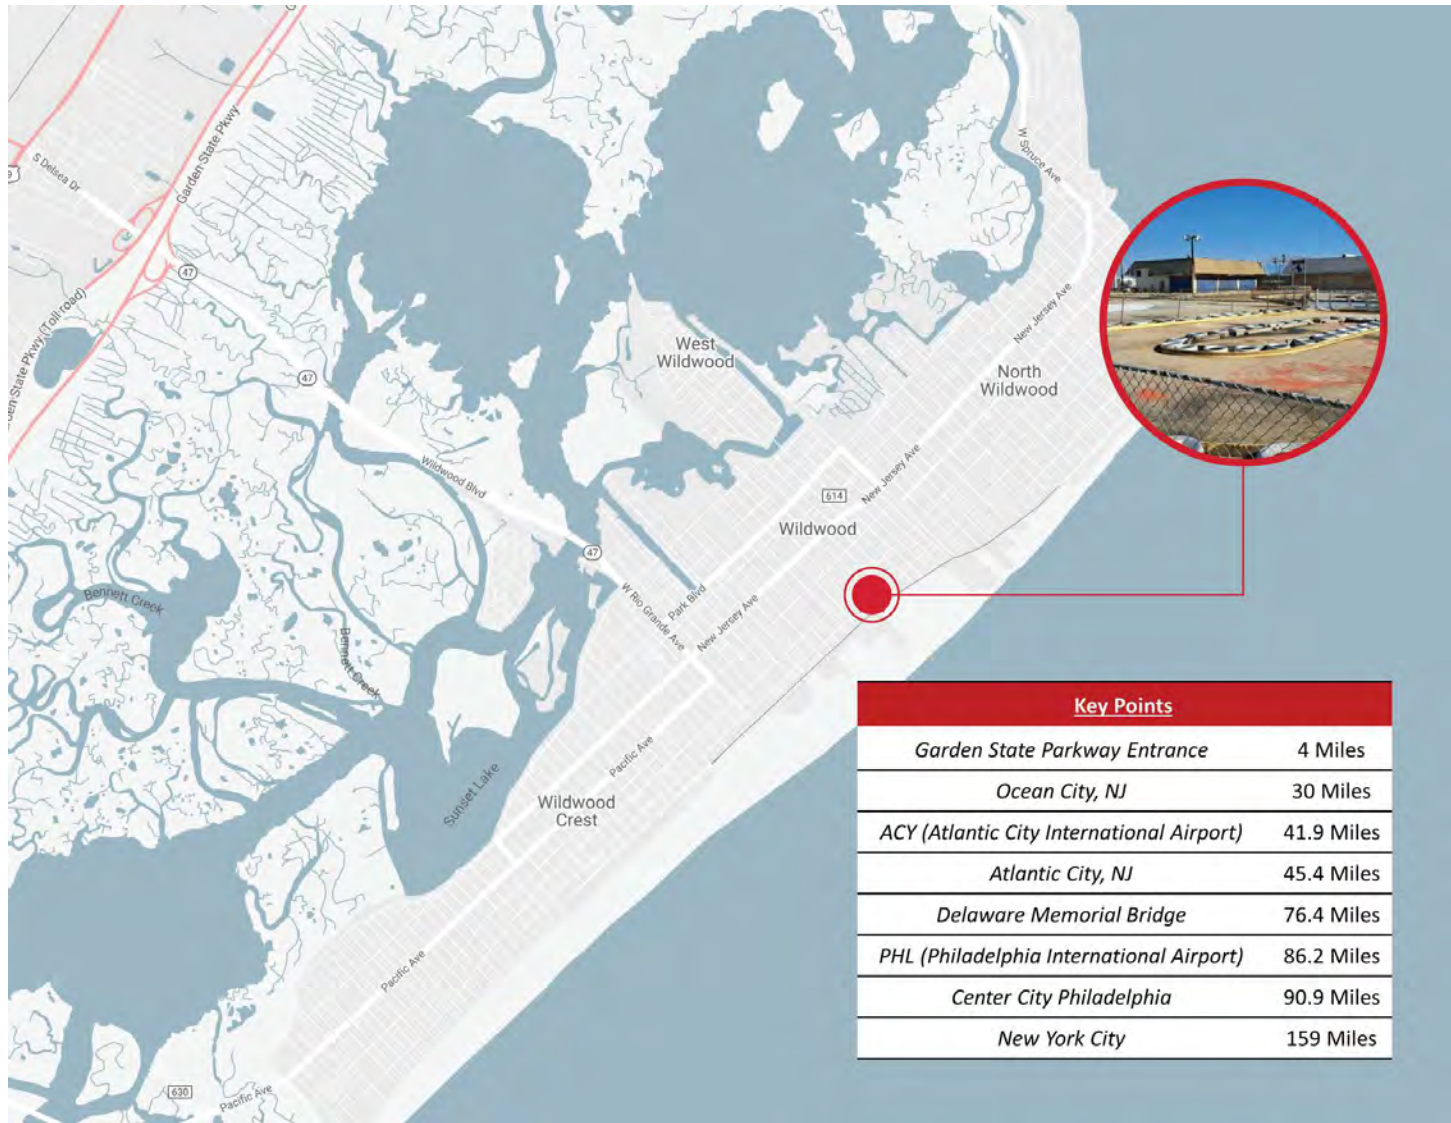 Garden State Pkwy
S Delsea Dr
9
47
Garden State Pkwy (Toll road)
47
Wildwood Blvd
47
W Rio Grande Ave
Park Blvd
New Jersey Ave
West
Wildwood
W Spruce Ave
New Jersey Ave
North
Wildwood
New Jersey Ave
614
Wildwood
Bennett Creek
Bennett Creek
Sunset Lake
Pacific Ave
Wildwood
Crest
Pacific Ave
630
Pacific Ave
Key Points
Garden State Parkway Entrance 4 Miles
Ocean City, NJ 30 Miles
ACY (Atlantic City International Airport) 41.9 Miles
Atlantic City, NJ 45.4 Miles
Delaware Memorial Bridge 76.4 Miles
PHL (Philadelphia International Airport) 86.2 Miles
Center City Philadelphia 90.9 Miles
New York City 159 Miles